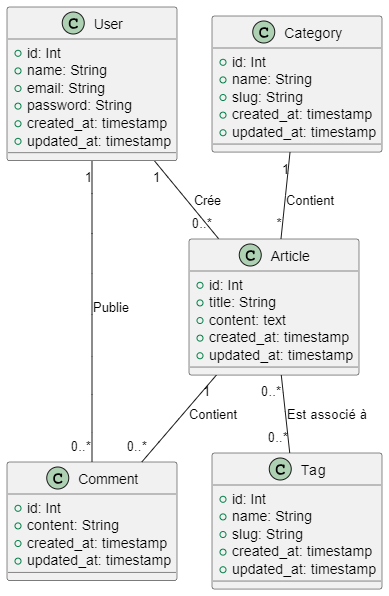 C User
id: Int
name: String
email: String
password: String
created_at: timestamp
updated_at: timestamp
C Category
id: Int
name: String
slug: String
created_at: timestamp
updated_at: timestamp
1
1
1
Crée
Contient
0..*
*
C Article
id: Int
title: String
content: text
created_at: timestamp
updated_at: timestamp
Publie
1
0..*
Contient
Est associé à
0..*
0..*
0..*
C Comment
id: Int
content: String
created_at: timestamp
updated_at: timestamp
C Tag
id: Int
name: String
slug: String
created_at: timestamp
updated_at: timestamp